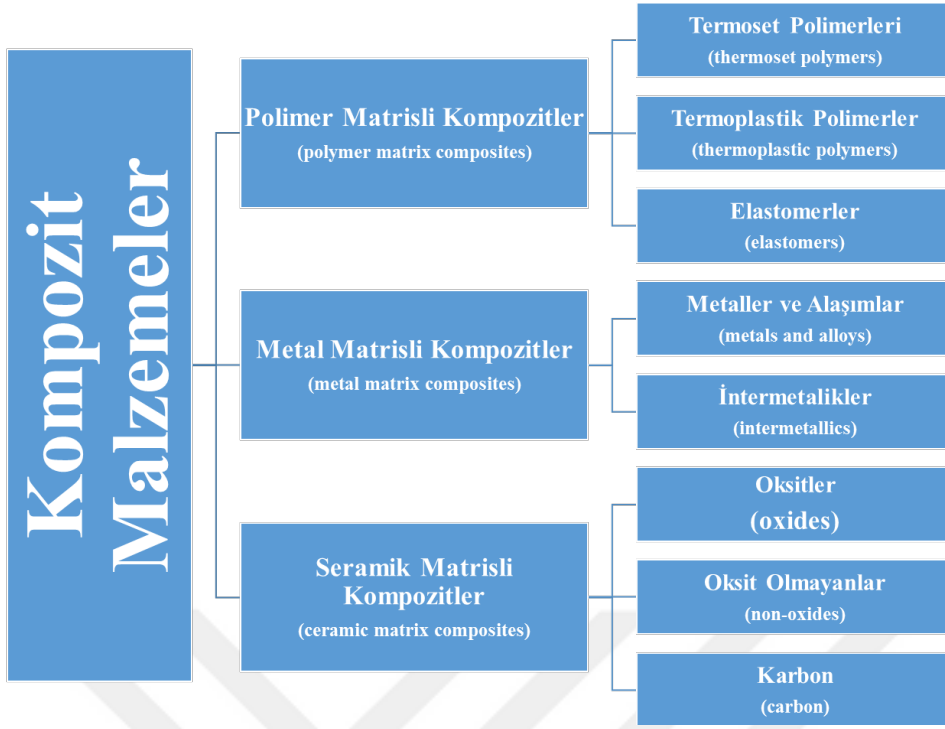 Kompozit
Malzemeler
Polimer Matrisli Kompozitler
(polymer matrix composites)
Termoset Polimerleri
(thermoset polymers)
Termoplastik Polimerler
(thermoplastic polymers)
Elastomerler
(elastomers)
Metal Matrisli Kompozitler
(metal matrix composites)
Metaller ve Alaşımlar
(metals and alloys)
İntermetalikler
(intermetallics)
Seramik Matrisli
Kompozitler
(ceramic matrix composites)
Oksitler
(oxides)
Oksit Olmayanlar
(non-oxides)
Karbon
(carbon)